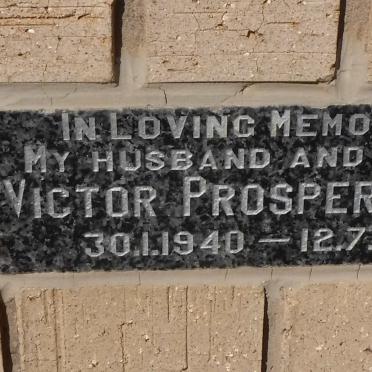 IN LOVING MEMO
MY HUSBAND AND
VICTOR PROSPER
30.1.1940 — 12.7